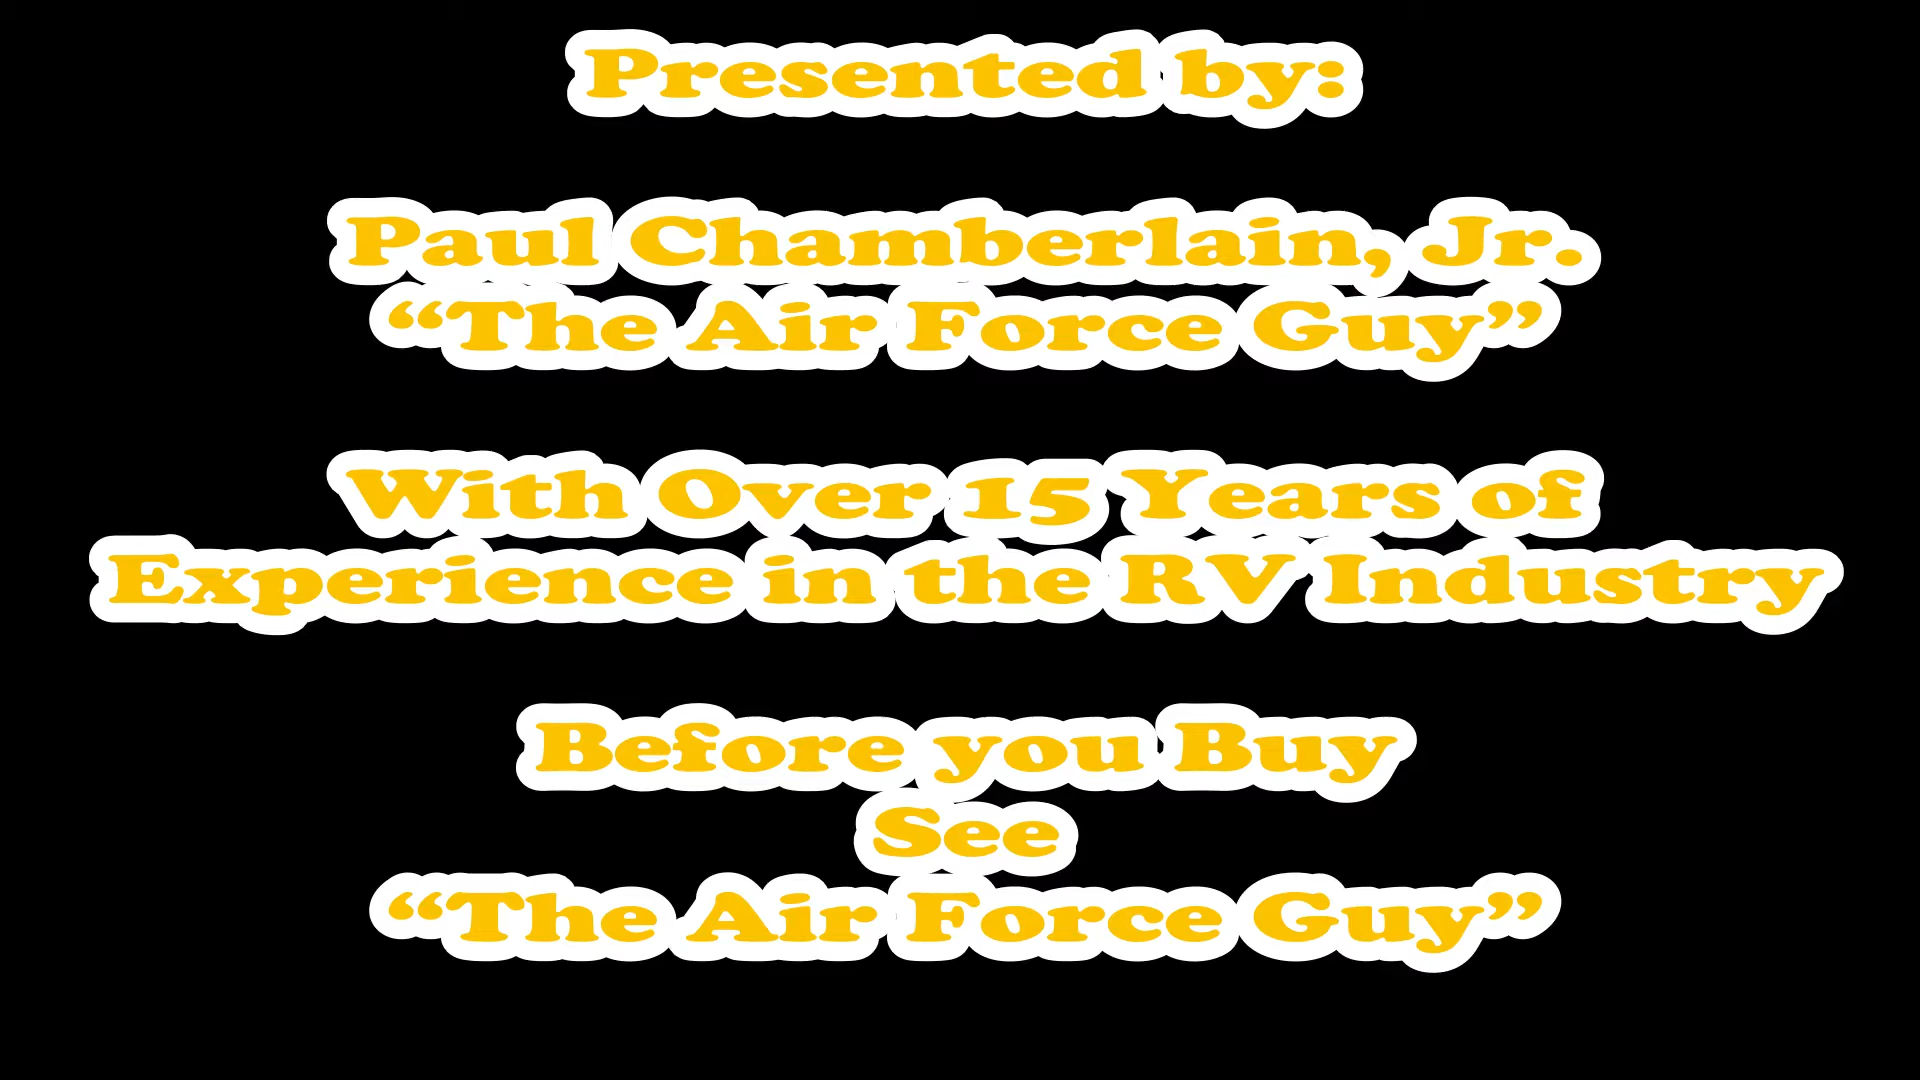 Presented by:
Paul Chamberlain, Jr.
“The Air Force Guy”
With Over 15 Years of
Experience in the RV Industry
Before you Buy
See
“The Air Force Guy”